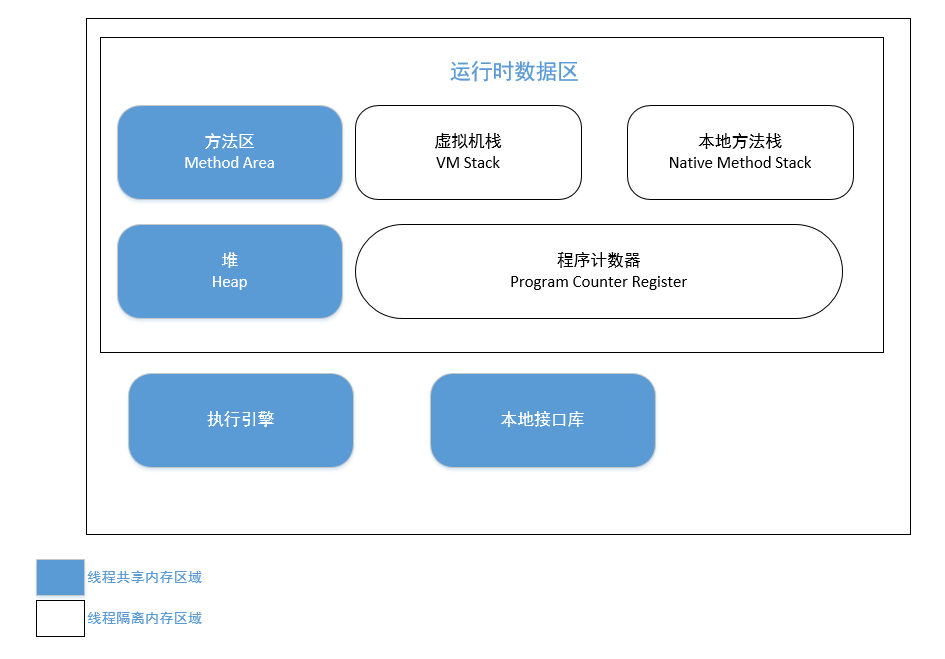 运行时数据区
方法区
Method Area
虚拟机栈
VM Stack
本地方法栈
Native Method Stack
堆
Heap
程序计数器
Program Counter Register
执行引擎
本地接口库
线程共享内存区域
线程隔离内存区域